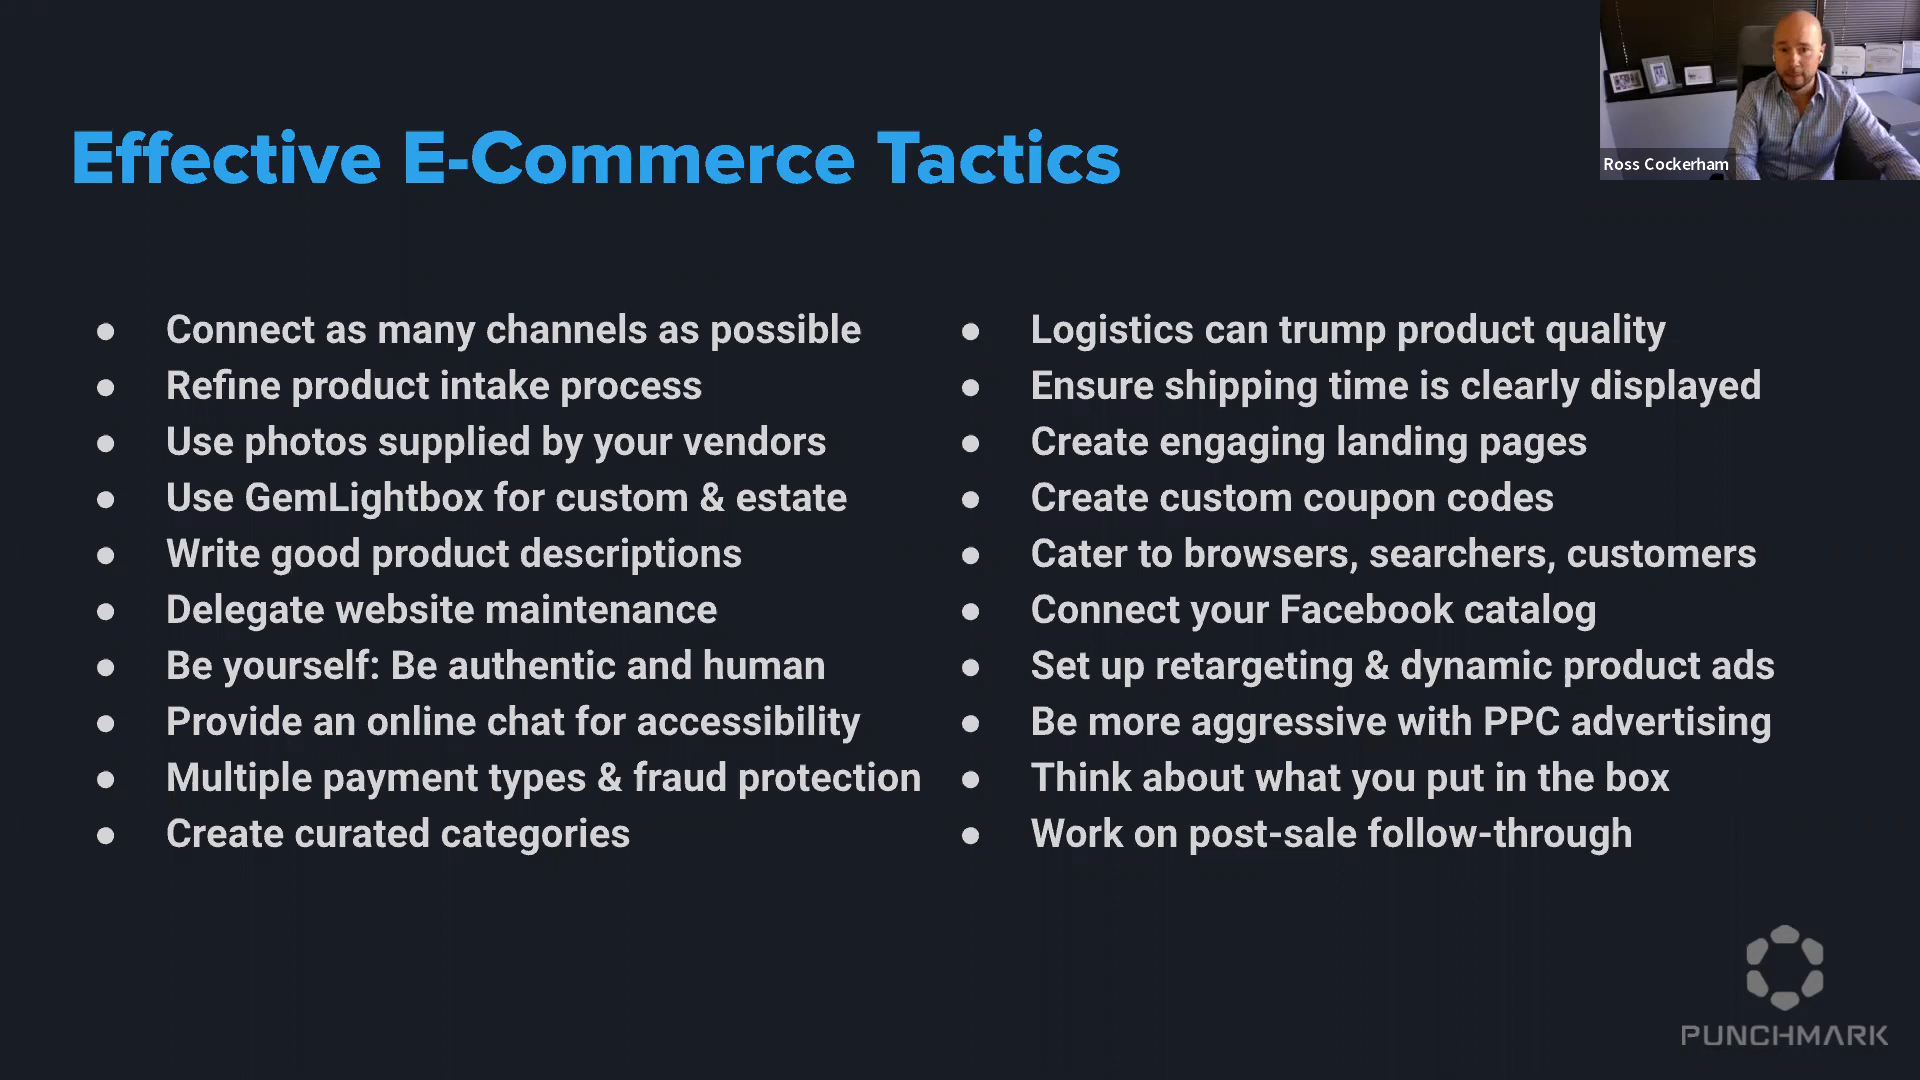 Effective E-Commerce Tactics
Ross Cockerham
● Connect as many channels as possible
● Refine product intake process
● Use photos supplied by your vendors
● Use GemLightbox for custom & estate
● Write good product descriptions
● Delegate website maintenance
● Be yourself: Be authentic and human
● Provide an online chat for accessibility
● Multiple payment types & fraud protection
● Create curated categories
● Logistics can trump product quality
● Ensure shipping time is clearly displayed
● Create engaging landing pages
● Create custom coupon codes
● Cater to browsers, searchers, customers
● Connect your Facebook catalog
● Set up retargeting & dynamic product ads
● Be more aggressive with PPC advertising
● Think about what you put in the box
● Work on post-sale follow-through
PUNCHMARK